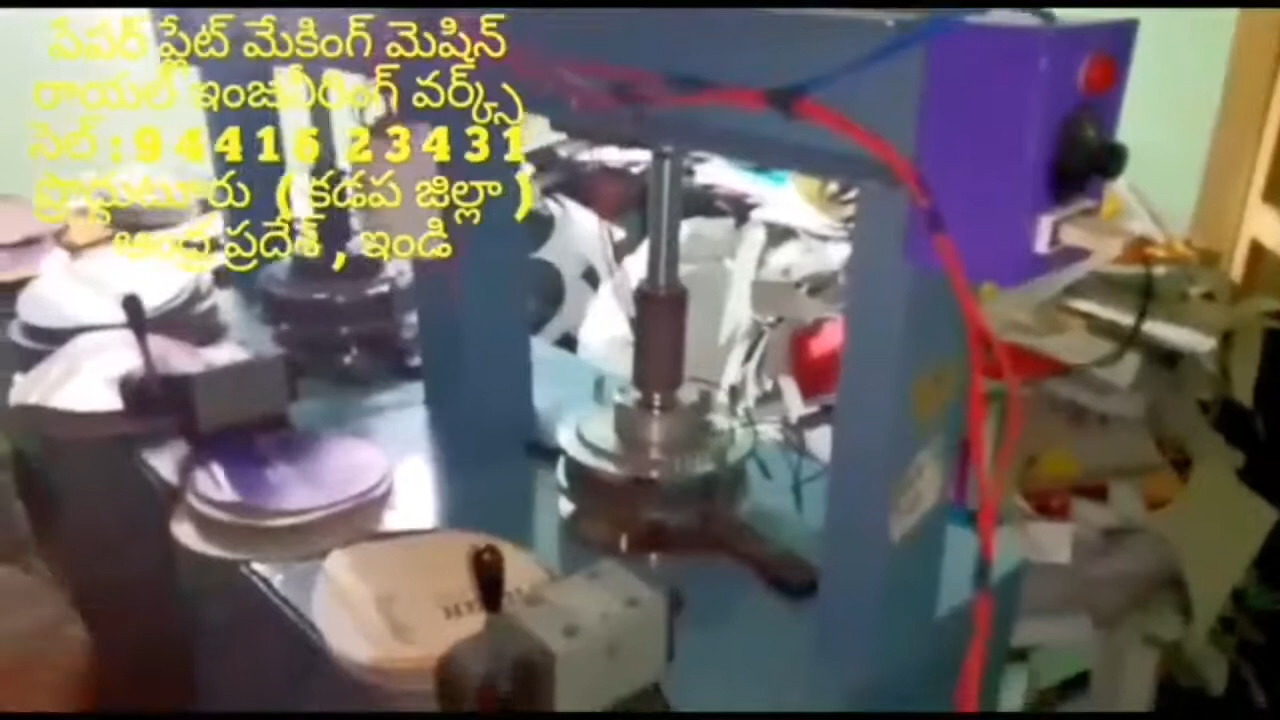 పేపర్ ప్లేట్ మేకింగ్ మెషిన్
రాయల్ ఇంజనీరింగ్ వర్క్స్
సెల్ : 9 4 4 1 6 2 3 4 3 1
ప్రొద్దుటూరు ( కడప జిల్లా )
ఆంధ్ర ప్రదేశ్ , ఇండి